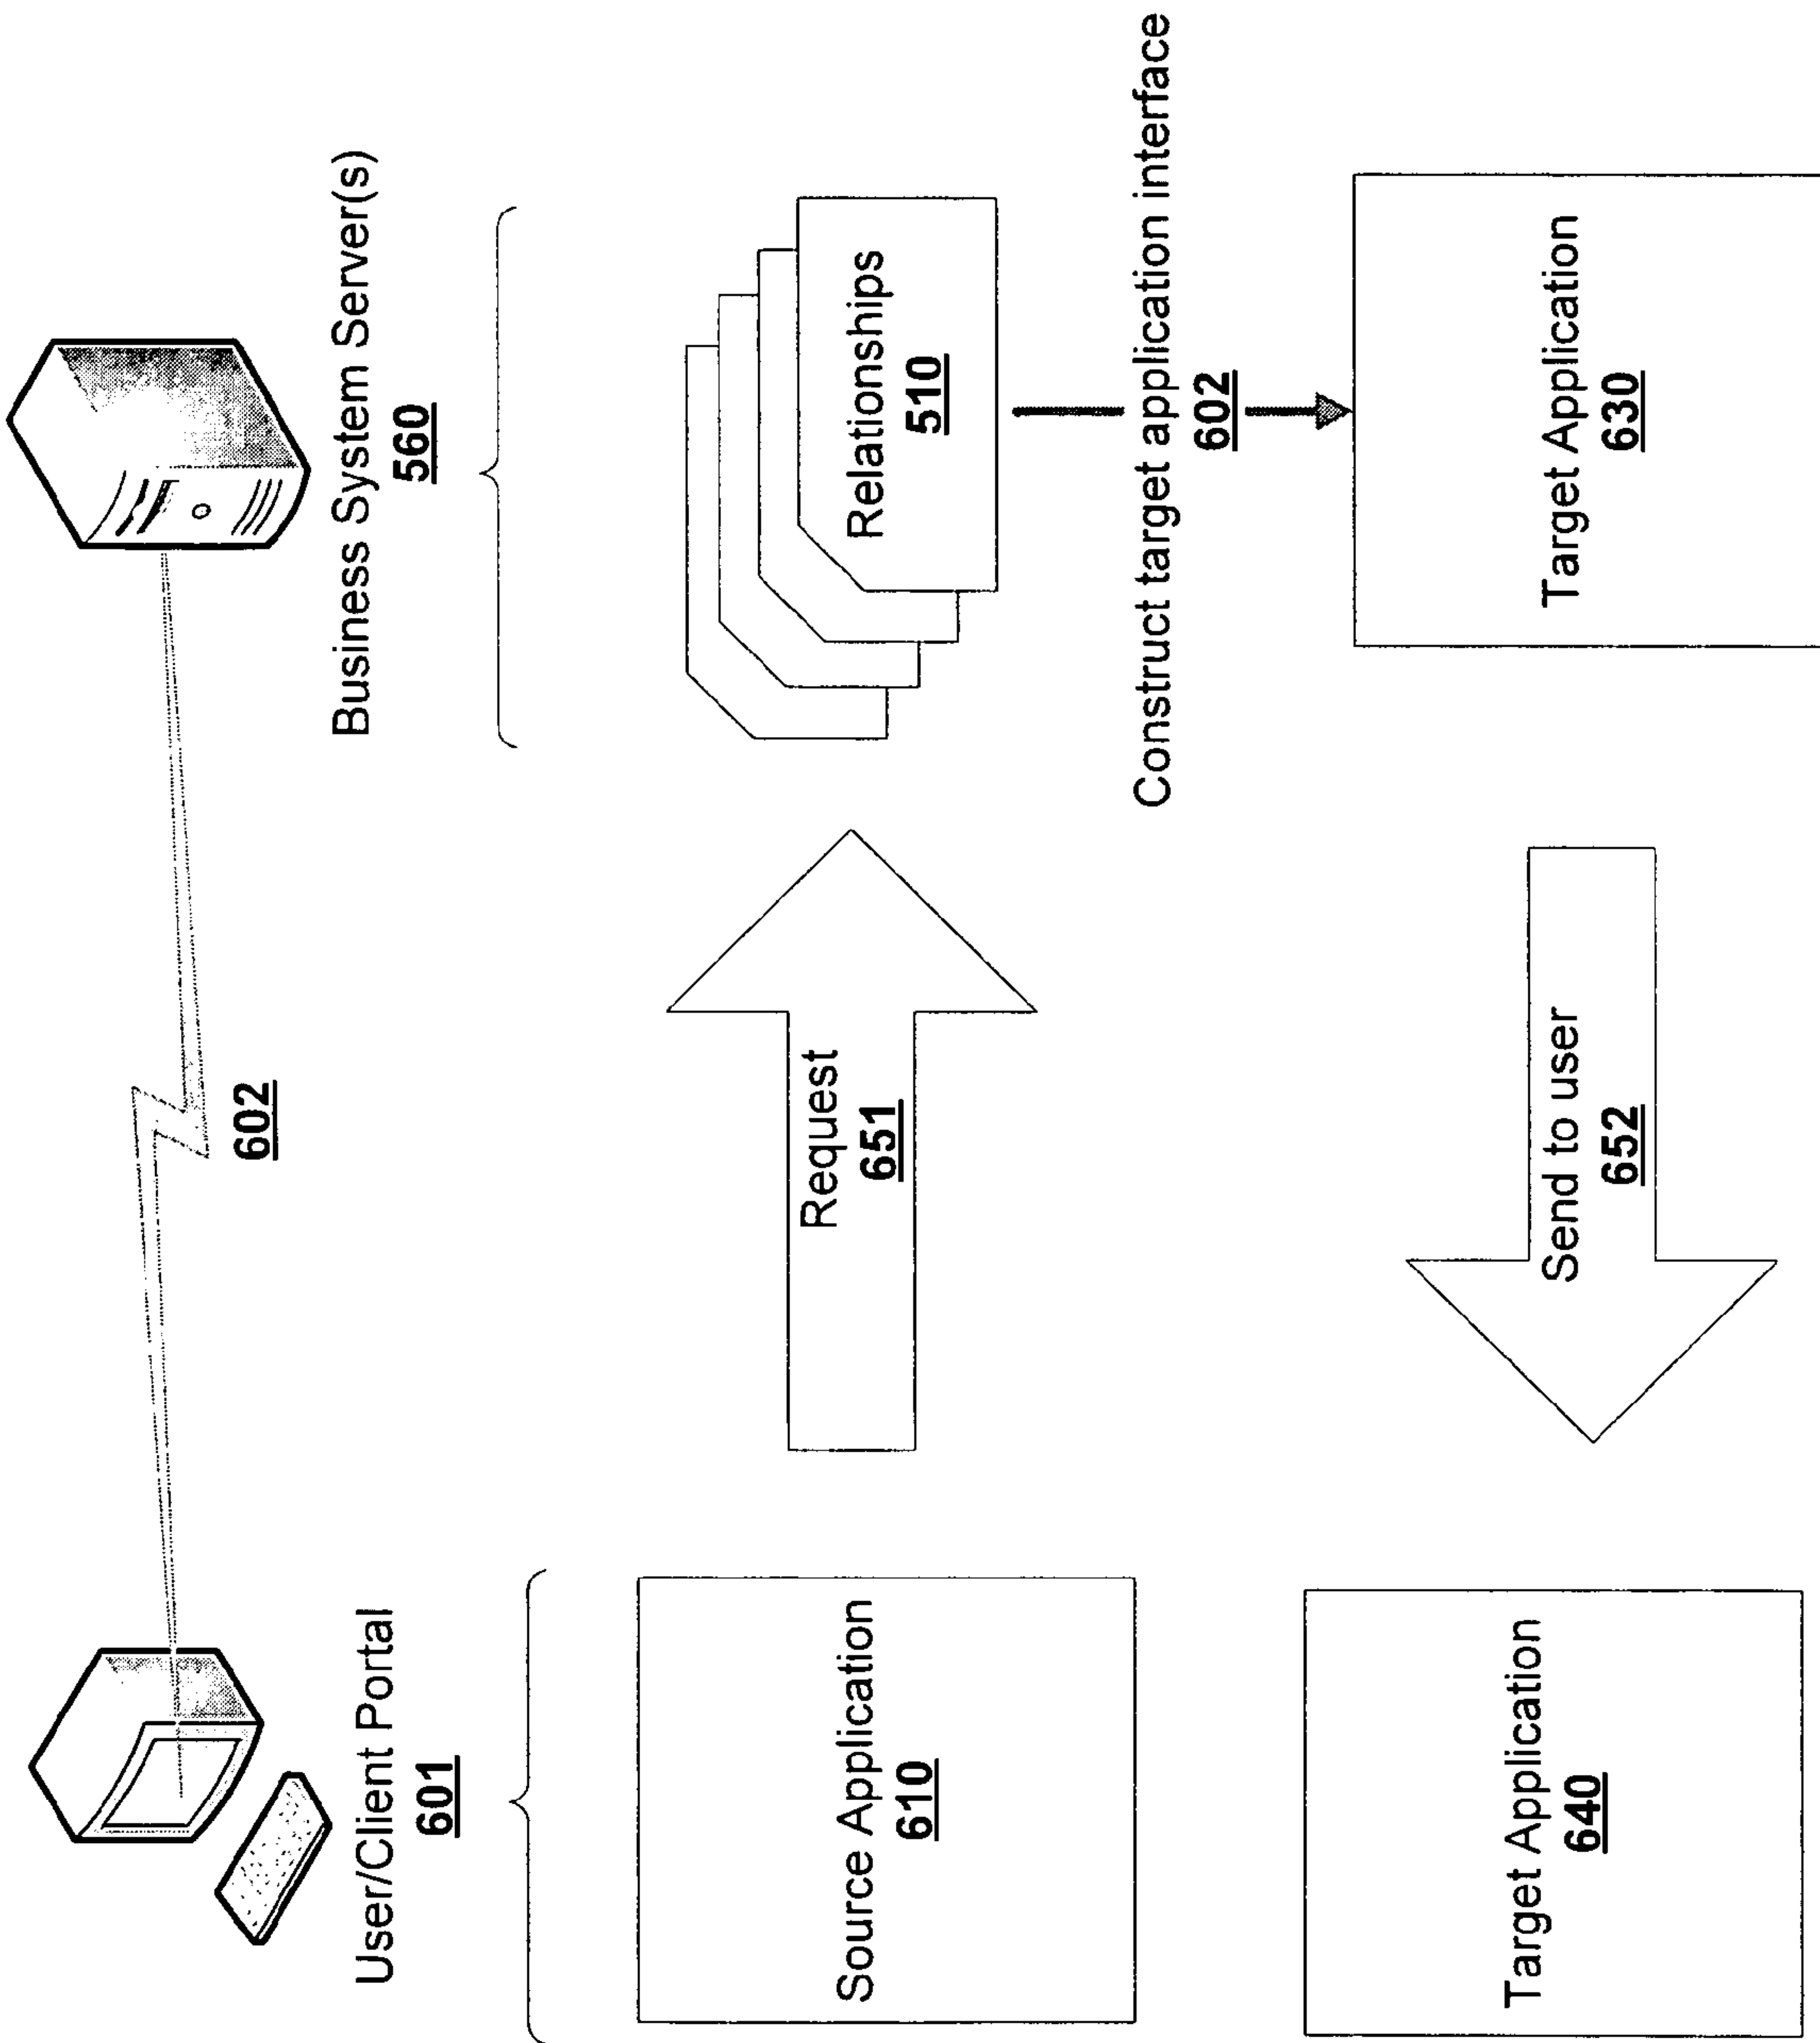 User/Client Portal
601
602
Business System Server(s)
560
Source Application
610
Request
651
Relationships
510
Construct target application interface
602
Target Application
640
Send to user
652
Target Application
630